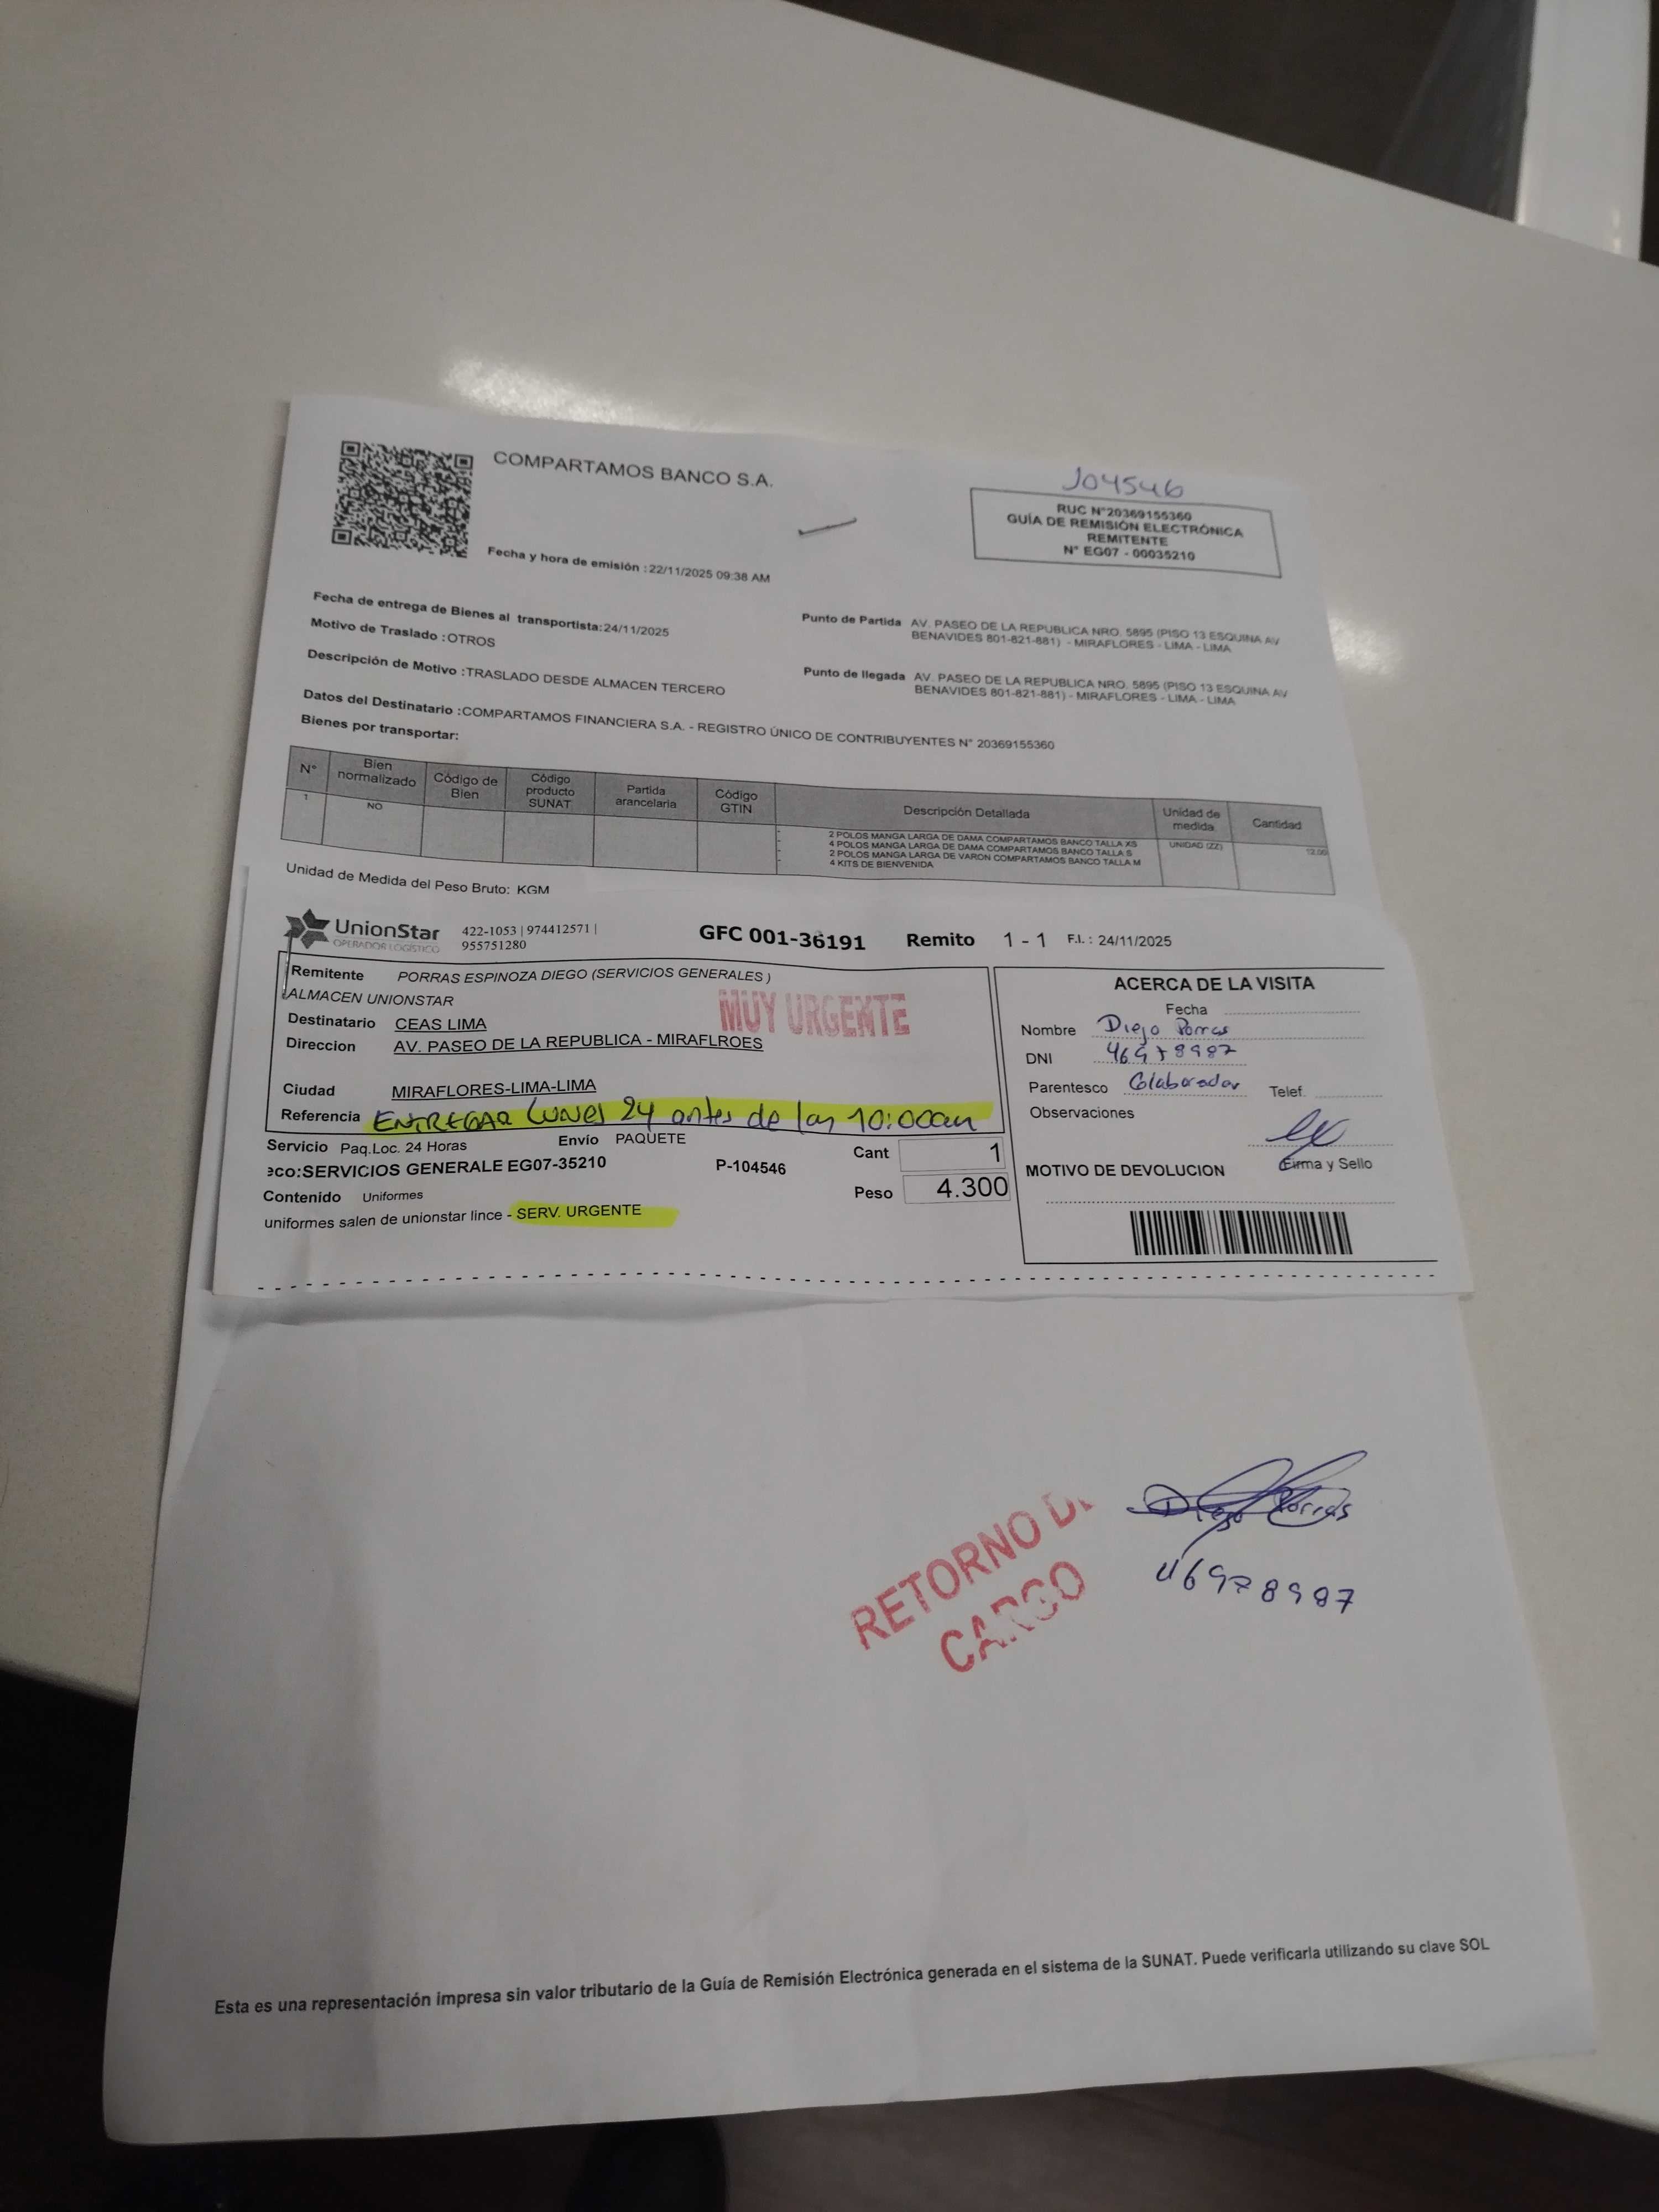 COMPARTAMOS BANCO S.A.
104546
RUC N°20369155360
GUÍA DE REMISIÓN ELECTRÓNICA
REMITENTE
N° EG07 - 00035210
Fecha y hora de emisión :22/11/2025 09:38 AM
Fecha de entrega de Bienes al transportista:24/11/2025
Motivo de Traslado :OTROS
Descripción de Motivo :TRASLADO DESDE ALMACEN TERCERO
Punto de Partida AV. PASEO DE LA REPUBLICA NRO. 5895 (PISO 13 ESQUINA AV
BENAVIDES 801-821-881) - MIRAFLORES - LIMA - LIMA
Punto de llegada AV. PASEO DE LA REPUBLICA NRO. 5895 (PISO 13 ESQUINA AV
BENAVIDES 801-821-881) - MIRAFLORES - LIMA - LIMA
Datos del Destinatario :COMPARTAMOS FINANCIERA S.A. - REGISTRO ÚNICO DE CONTRIBUYENTES N° 20369155360
Bienes por transportar:
N° Bien normalizado Código de Bien Código producto SUNAT Partida arancelaria Código GTIN Descripción Detallada Unidad de medida Cantidad
1 NO 2 POLOS MANGA LARGA DE DAMA COMPARTAMOS BANCO TALLA XS UNIDAD (ZZ) 12.00
4 POLOS MANGA LARGA DE DAMA COMPARTAMOS BANCO TALLA S
2 POLOS MANGA LARGA DE VARON COMPARTAMOS BANCO TALLA M
4 KITS DE BIENVENIDA
Unidad de Medida del Peso Bruto: KGM
UnionStar
OPERADOR LOGÍSTICO
422-1053 | 974412571 |
955751280
GFC 001-36191 Remito 1 - 1 F.I. : 24/11/2025
Remitente PORRAS ESPINOZA DIEGO (SERVICIOS GENERALES )
ALMACEN UNIONSTAR
MUY URGENTE
Destinatario CEAS LIMA
Direccion AV. PASEO DE LA REPUBLICA - MIRAFLROES
Ciudad MIRAFLORES-LIMA-LIMA
Referencia ENTREGAR LUNES 24 antes de las 10:00am
Servicio Paq.Loc. 24 Horas Envío PAQUETE Cant 1
eco:SERVICIOS GENERALE EG07-35210 P-104546
Peso 4.300
Contenido Uniformes
uniformes salen de unionstar lince - SERV. URGENTE
ACERCA DE LA VISITA
Fecha
Nombre Diego Porras
DNI 46978987
Parentesco Colaborador Telef.
Observaciones
Firma y Sello
MOTIVO DE DEVOLUCION
RETORNO DE
CARGO
Diego Porras
46978987
Esta es una representación impresa sin valor tributario de la Guía de Remisión Electrónica generada en el sistema de la SUNAT. Puede verificarla utilizando su clave SOL